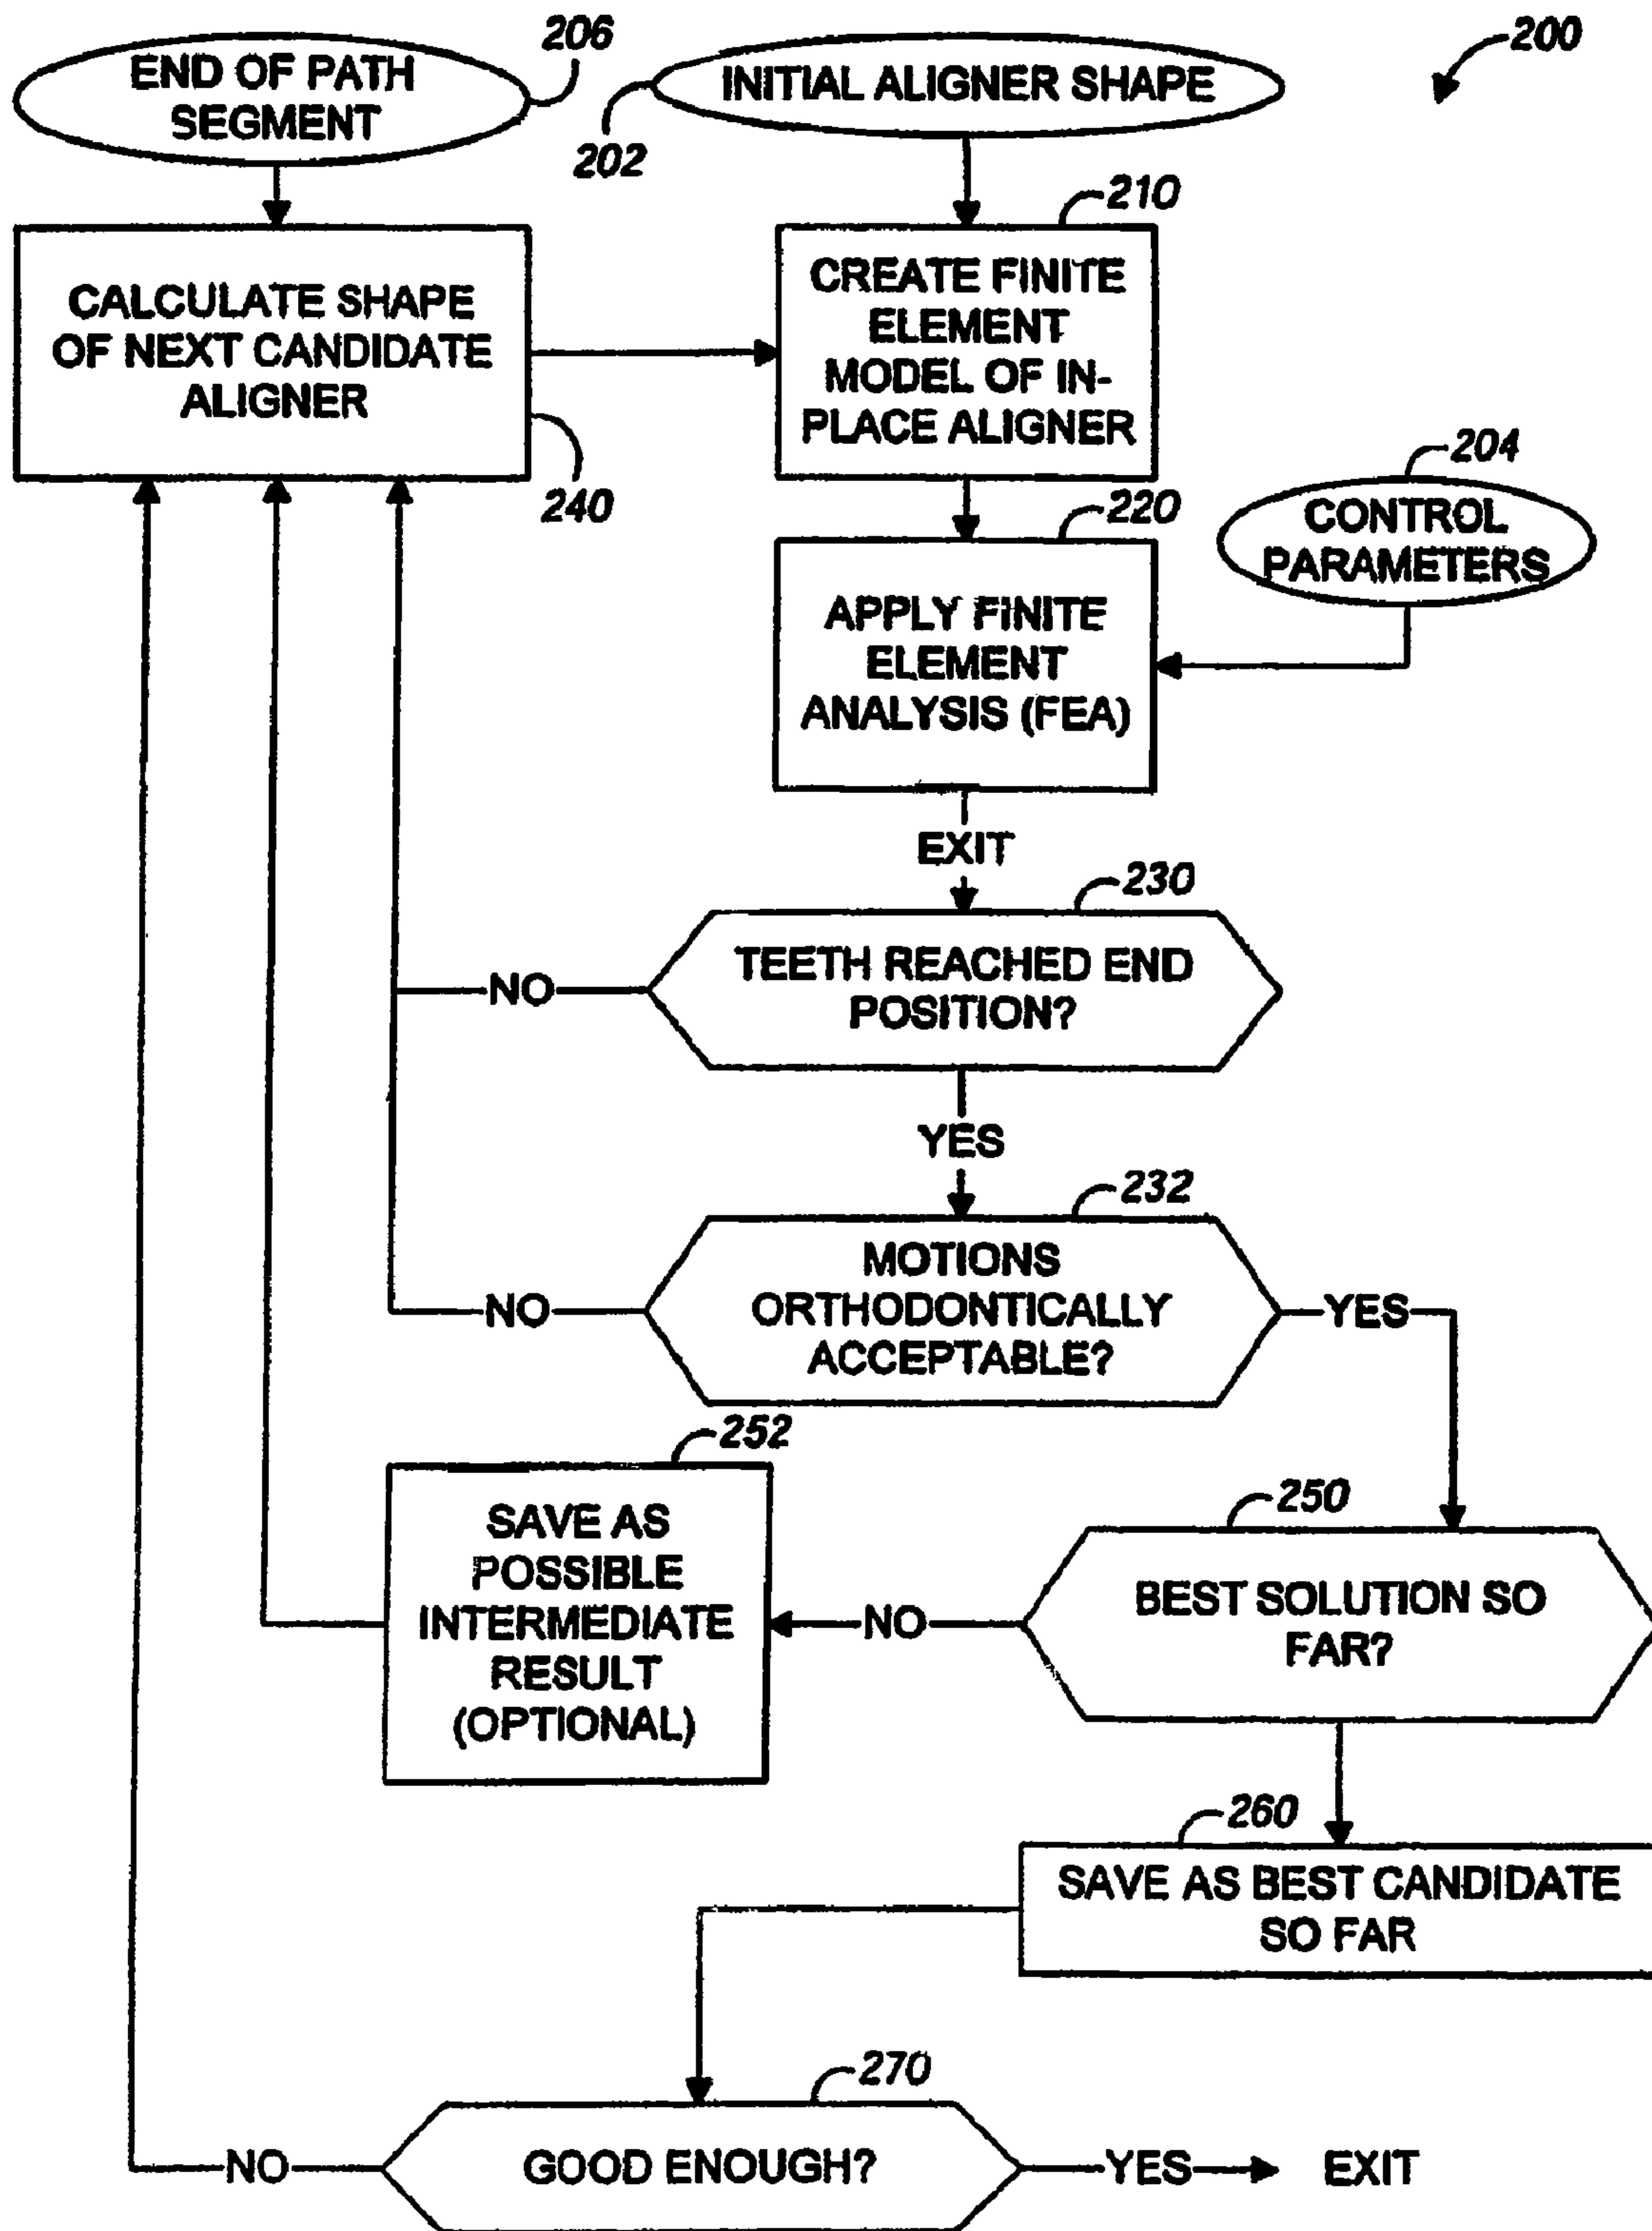 206
END OF PATH
SEGMENT
202
INITIAL ALIGNER SHAPE
200
210
CALCULATE SHAPE
OF NEXT CANDIDATE
ALIGNER
240
CREATE FINITE
ELEMENT
MODEL OF IN-
PLACE ALIGNER
204
CONTROL
PARAMETERS
220
APPLY FINITE
ELEMENT
ANALYSIS (FEA)
EXIT
230
TEETH REACHED END
POSITION?
NO
YES
232
MOTIONS
ORTHODONTICALLY
ACCEPTABLE?
NO
YES
252
SAVE AS
POSSIBLE
INTERMEDIATE
RESULT
(OPTIONAL)
250
BEST SOLUTION SO
FAR?
NO
260
SAVE AS BEST CANDIDATE
SO FAR
270
GOOD ENOUGH?
NO
YES
EXIT